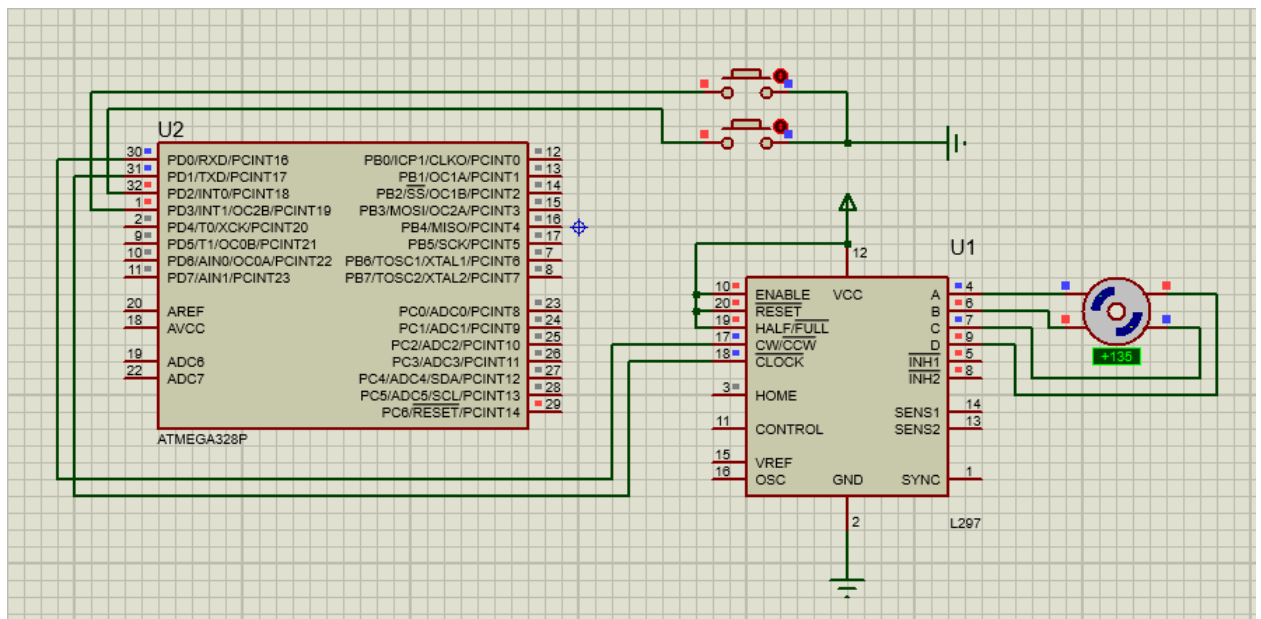 U2
30 PD0/RXD/PCINT16
31 PD1/TXD/PCINT17
32 PD2/INT0/PCINT18
1 PD3/INT1/OC2B/PCINT19
2 PD4/T0/XCK/PCINT20
9 PD5/T1/OC0B/PCINT21
10 PD6/AIN0/OC0A/PCINT22
11 PD7/AIN1/PCINT23
20 AREF
18 AVCC
19 ADC6
22 ADC7
PB0/ICP1/CLKO/PCINT0 12
PB1/OC1A/PCINT1 13
PB2/SS/OC1B/PCINT2 14
PB3/MOSI/OC2A/PCINT3 15
PB4/MISO/PCINT4 16
PB5/SCK/PCINT5 17
PB6/TOSC1/XTAL1/PCINT6 7
PB7/TOSC2/XTAL2/PCINT7 8
PC0/ADC0/PCINT8 23
PC1/ADC1/PCINT9 24
PC2/ADC2/PCINT10 25
PC3/ADC3/PCINT11 26
PC4/ADC4/SDA/PCINT12 27
PC5/ADC5/SCL/PCINT13 28
PC6/RESET/PCINT14 29
ATMEGA328P
U1
12
VCC
10 ENABLE
20 RESET
19 HALF/FULL
17 CW/CCW
18 CLOCK
3 HOME
11 CONTROL
15 VREF
16 OSC
A 4
B 6
C 7
D 9
INH1 5
INH2 8
SENS1 14
SENS2 13
SYNC 1
GND
2
L297
+135